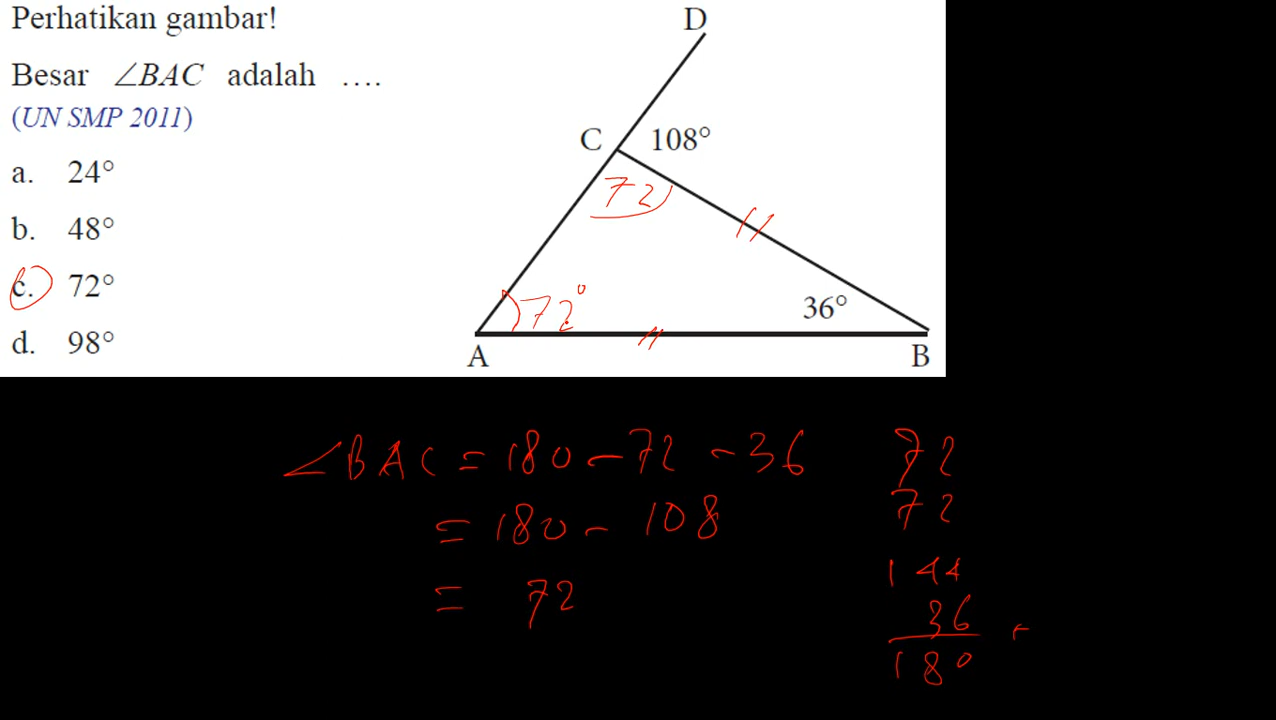 Perhatikan gambar!
Besar ∠BAC adalah ....
(UN SMP 2011)
a. 24°
b. 48°
c. 72°
d. 98°
D
C 108°
72
72°
36°
A
B
∠BAC = 180 - 72 - 36
= 180 - 108
= 72
72
72
144
36
180